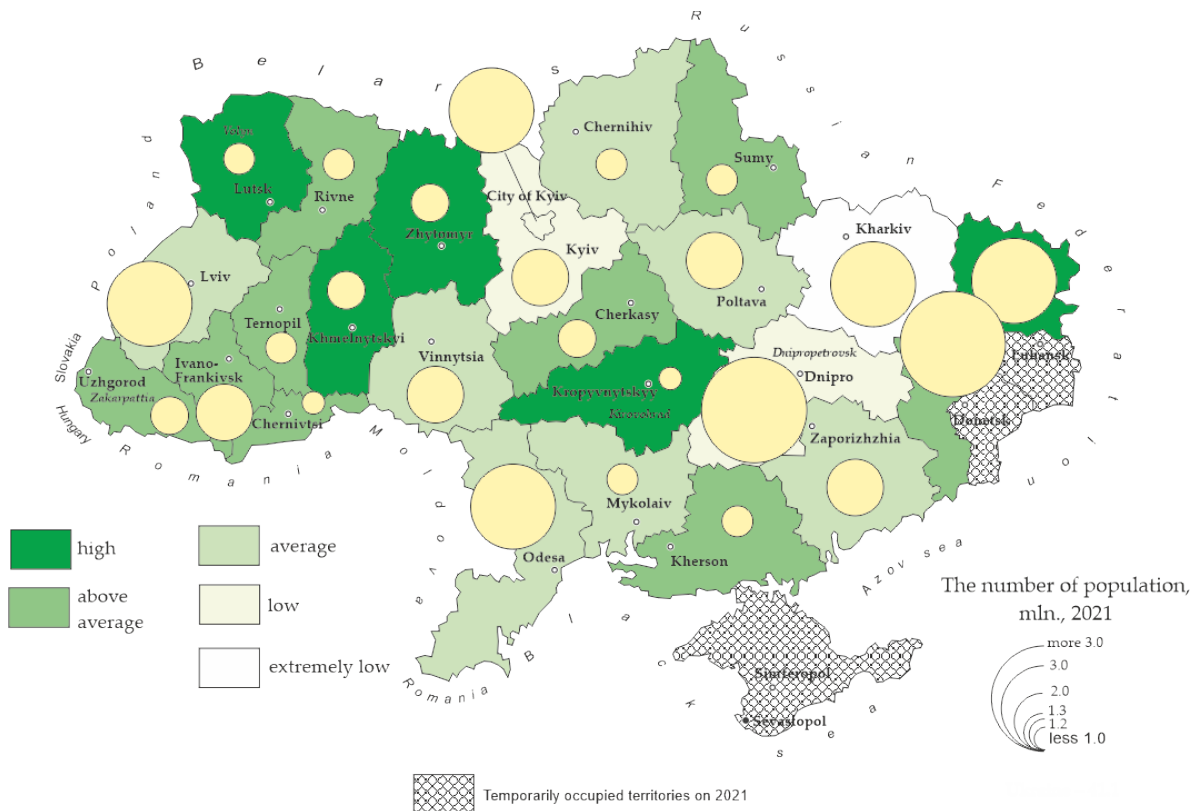 Belarus
Russian Federation
Poland
Slovakia
Hungary
Romania
Moldova
Romania
Black sea
Azov sea
Volyn
Lutsk
Rivne
Zhytomyr
City of Kyiv
Kyiv
Chernihiv
Sumy
Kharkiv
Lviv
Ternopil
Khmelnytskyi
Vinnytsia
Cherkasy
Poltava
Luhansk
Uzhgorod
Zakarpattia
Ivano-
Frankivsk
Chernivtsi
Kropyvnytskyy
Kirovohrad
Dnipropetrovsk
Dnipro
Donetsk
Zaporizhzhia
Mykolaiv
Odesa
Kherson
Simferopol
Sevastopol
high
above
average
average
low
extremely low
The number of population,
mln., 2021
more 3.0
3.0
2.0
1.3
1.2
less 1.0
Temporarily occupied territories on 2021